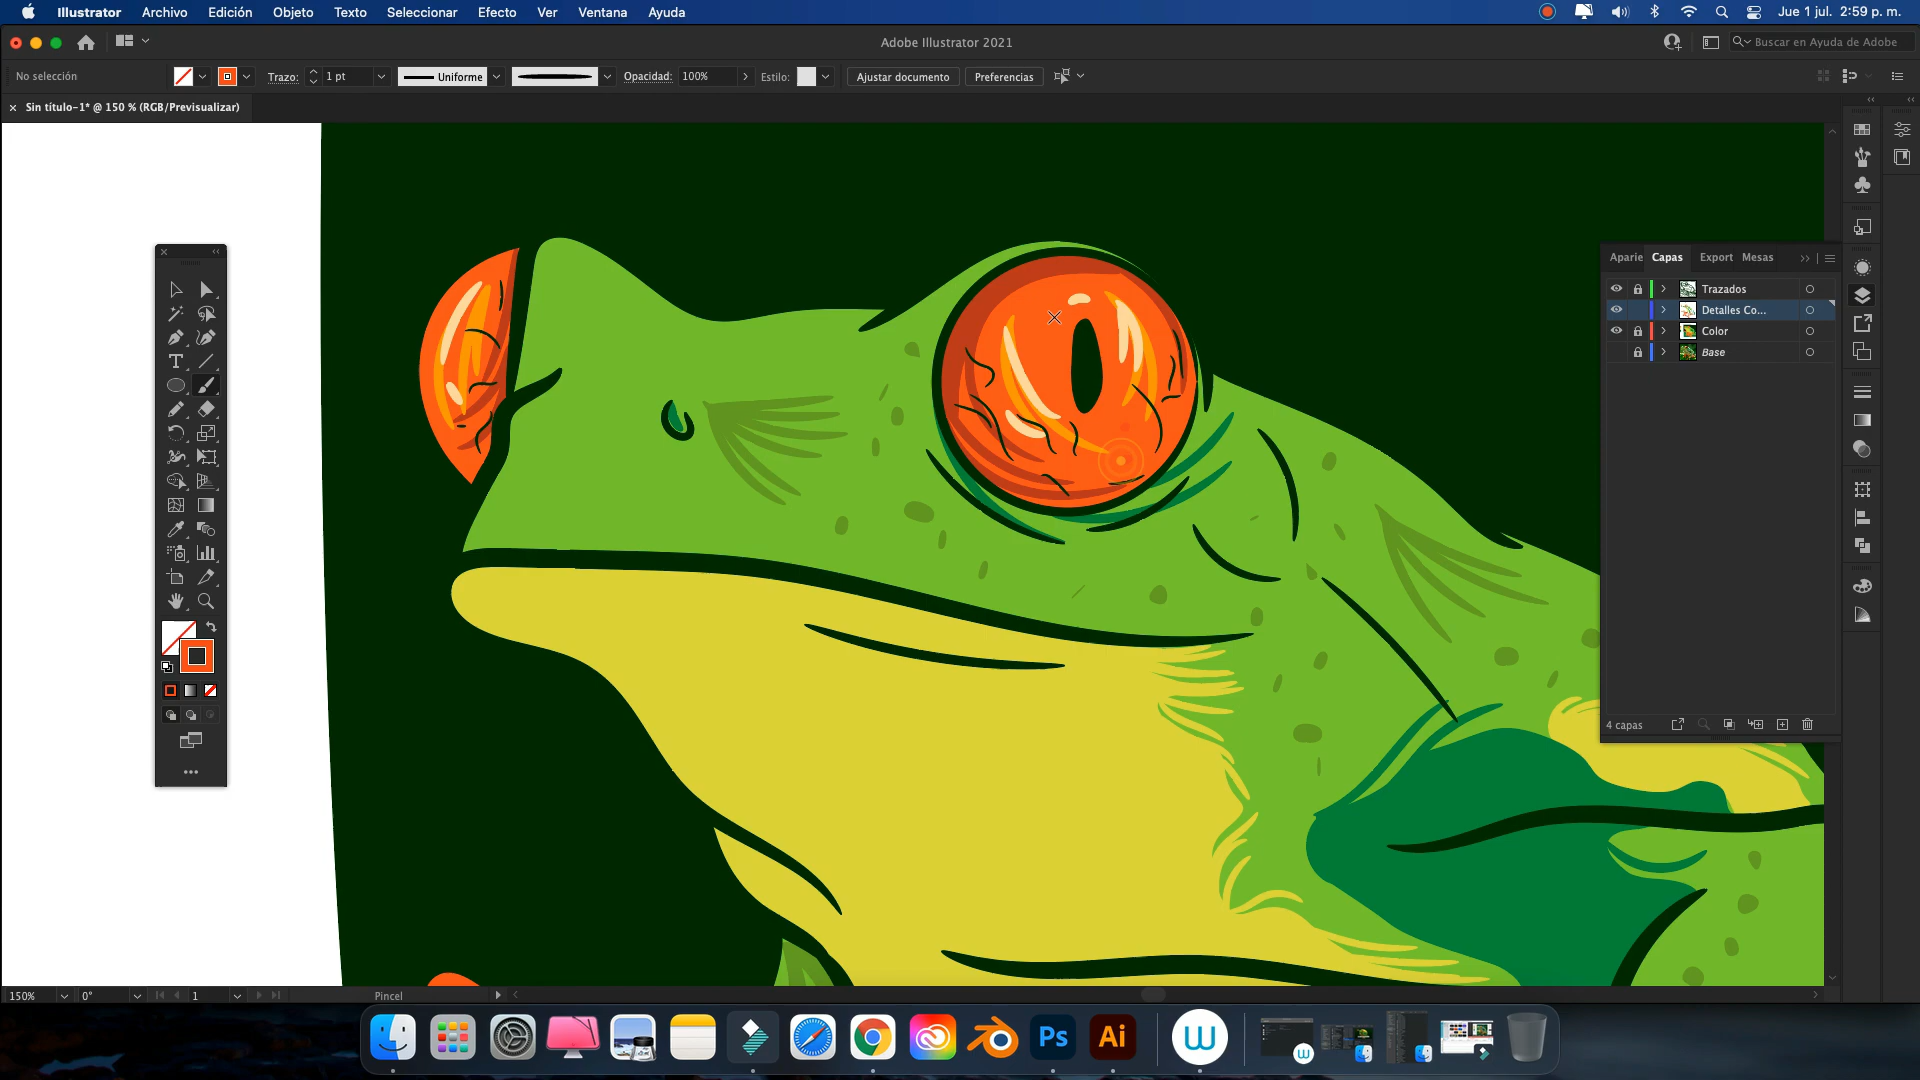 Illustrator Archivo Edición Objeto Texto Seleccionar Efecto Ver Ventana Ayuda Jue 1 jul. 2:59 p. m.
Adobe Illustrator 2021 Buscar en Ayuda de Adobe
No selección Trazo: 1 pt Uniforme Opacidad: 100% Estilo: Ajustar documento Preferencias
Sin título-1* @ 150 % (RGB/Previsualizar)
Aparie Capas Export Mesas
Trazados
Detalles Co...
Color
Base
4 capas
150% 0° 1 Pincel
Ps Ai W